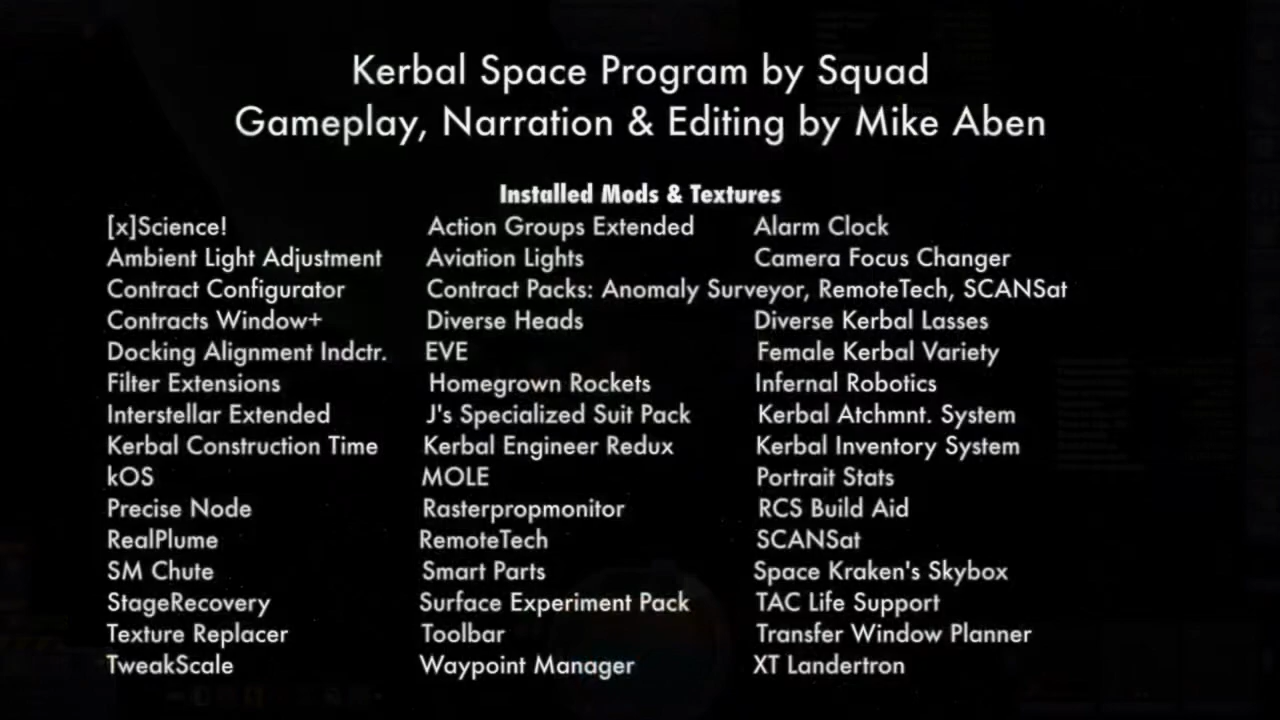 Kerbal Space Program by Squad
Gameplay, Narration & Editing by Mike Aben
Installed Mods & Textures
[x]Science! Action Groups Extended Alarm Clock
Ambient Light Adjustment Aviation Lights Camera Focus Changer
Contract Configurator Contract Packs: Anomaly Surveyor, RemoteTech, SCANSat
Contracts Window+ Diverse Heads Diverse Kerbal Lasses
Docking Alignment Indctr. EVE Female Kerbal Variety
Filter Extensions Homegrown Rockets Infernal Robotics
Interstellar Extended J's Specialized Suit Pack Kerbal Atchmnt. System
Kerbal Construction Time Kerbal Engineer Redux Kerbal Inventory System
kOS MOLE Portrait Stats
Precise Node Rasterpropmonitor RCS Build Aid
RealPlume RemoteTech SCANSat
SM Chute Smart Parts Space Kraken's Skybox
StageRecovery Surface Experiment Pack TAC Life Support
Texture Replacer Toolbar Transfer Window Planner
TweakScale Waypoint Manager XT Landertron